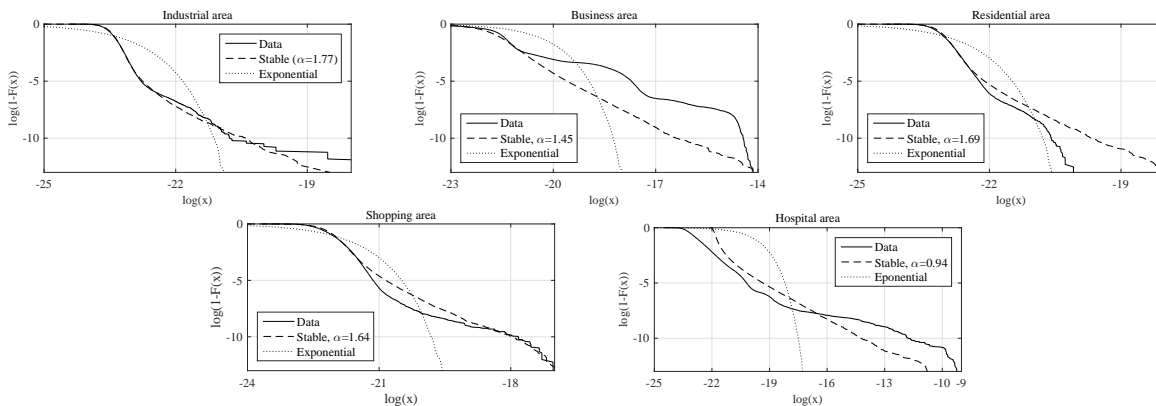 Industrial area
0
-5
-10
log(1-F(x))
-25
-22
-19
log(x)
Data
Stable (α=1.77)
Exponential
Business area
0
-5
-10
log(1-F(x))
-23
-20
-17
-14
log(x)
Data
Stable, α=1.45
Exponential
Residential area
0
-5
-10
log(1-F(x))
-25
-22
-19
log(x)
Data
Stable, α=1.69
Exponential
Shopping area
0
-5
-10
log(1-F(x))
-24
-21
-18
log(x)
Data
Stable, α=1.64
Exponential
Hospital area
0
-5
-10
log(1-F(x))
-25
-22
-19
-16
-13
-10
-9
log(x)
Data
Stable, α=0.94
Eponential